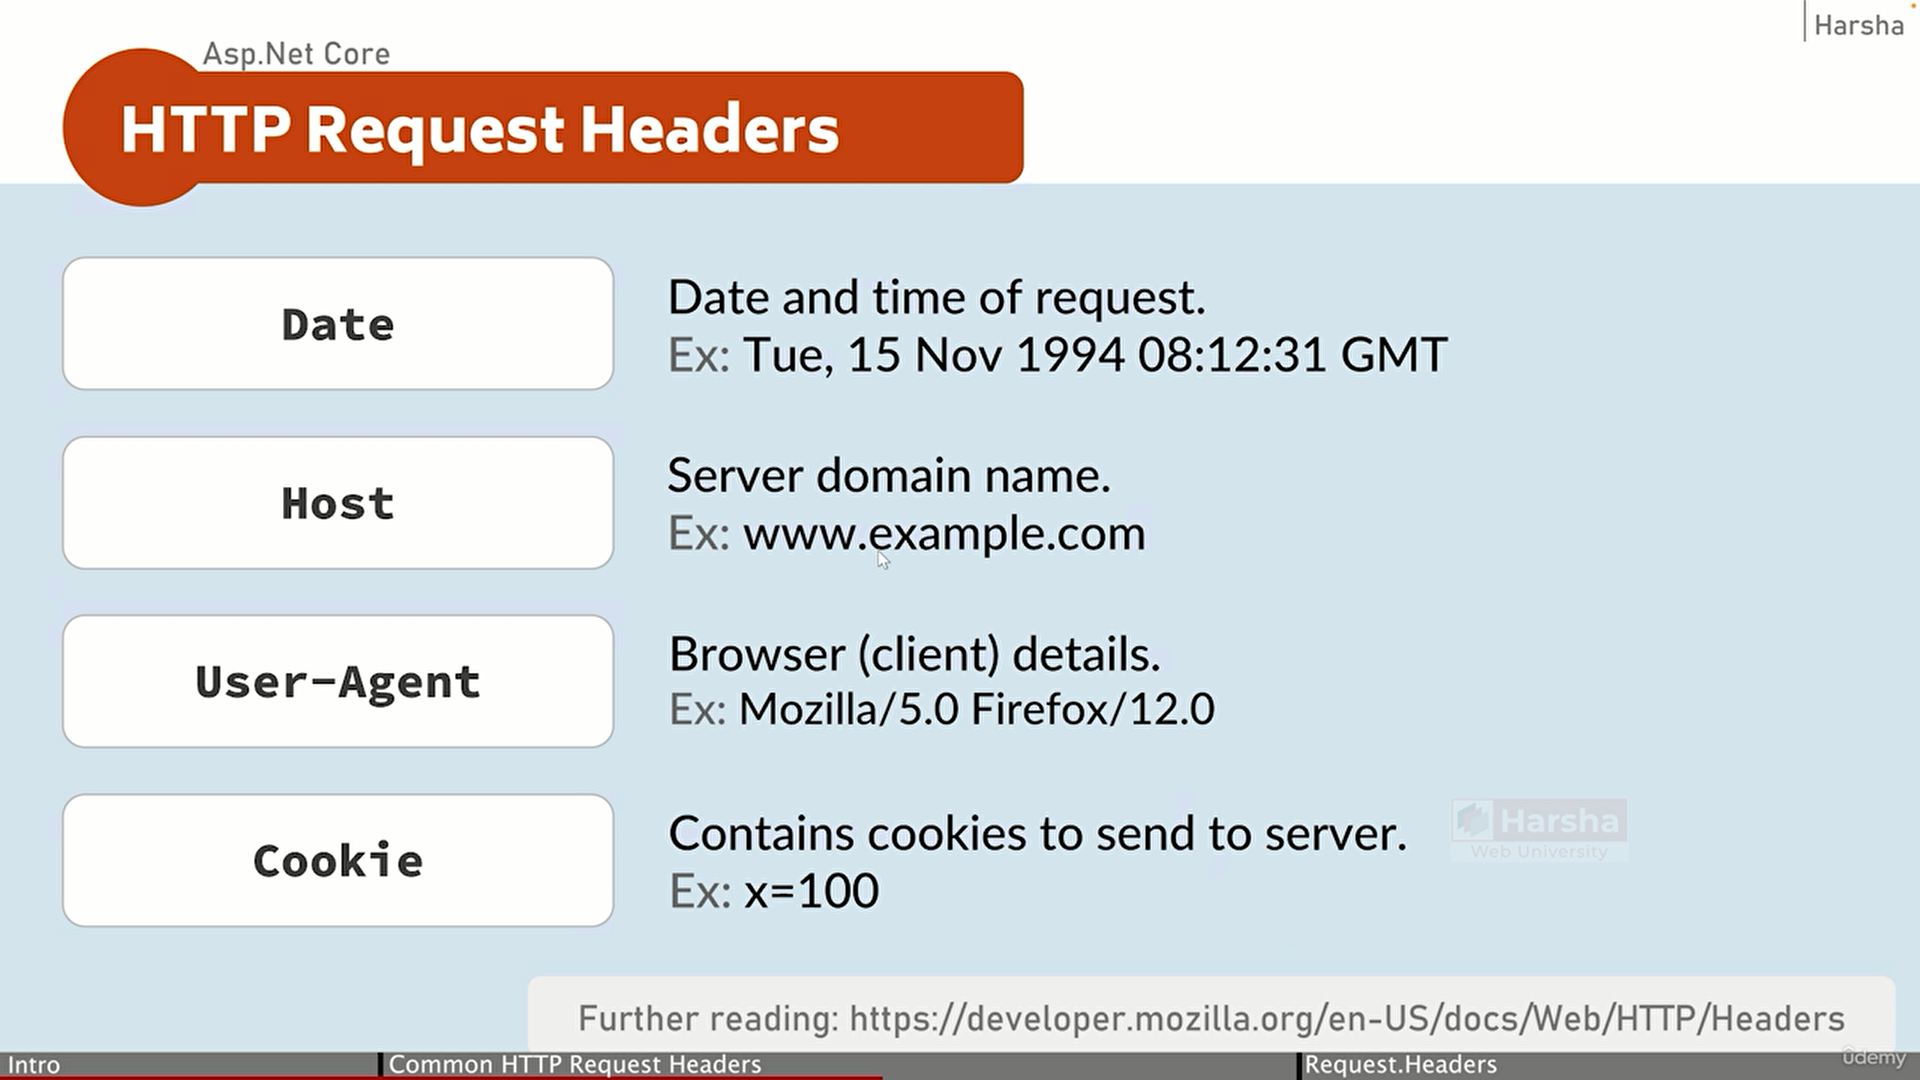 Harsha
Asp.Net Core
HTTP Request Headers
Date
Date and time of request.
Ex: Tue, 15 Nov 1994 08:12:31 GMT
Host
Server domain name.
Ex: www.example.com
User-Agent
Browser (client) details.
Ex: Mozilla/5.0 Firefox/12.0
Cookie
Contains cookies to send to server.
Ex: x=100
Harsha
Web University
Further reading: https://developer.mozilla.org/en-US/docs/Web/HTTP/Headers
Intro
Common HTTP Request Headers
Request.Headers
ûdemy